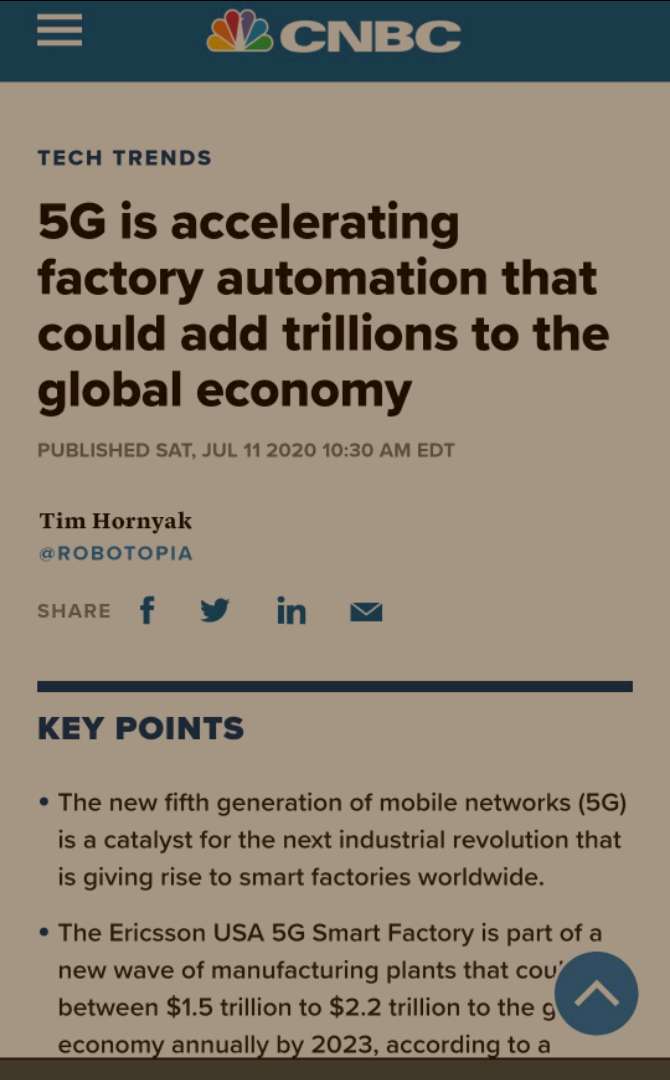 CNBC
TECH TRENDS
5G is accelerating
factory automation that
could add trillions to the
global economy
PUBLISHED SAT, JUL 11 2020 10:30 AM EDT
Tim Hornyak
@ROBOTOPIA
SHARE
KEY POINTS
• The new fifth generation of mobile networks (5G)
is a catalyst for the next industrial revolution that
is giving rise to smart factories worldwide.
• The Ericsson USA 5G Smart Factory is part of a
new wave of manufacturing plants that
between $1.5 trillion to $2.2 trillion to the
economy annually by 2023, according to a